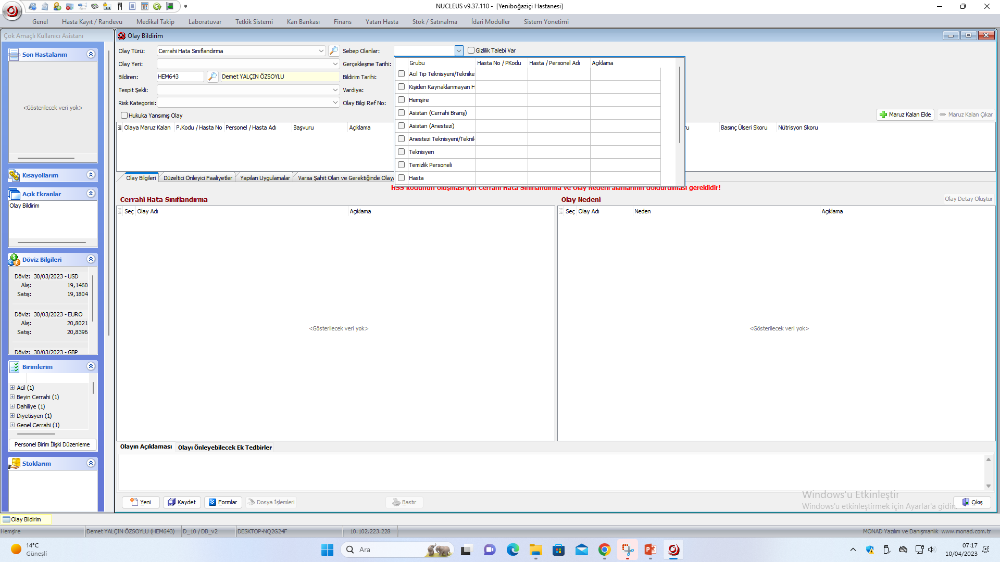 NUCLEUS v9.37.110 - [Yeniboğaziçi Hastanesi]
Genel Hasta Kayıt / Randevu Medikal Takip Laboratuvar Tetkik Sistemi Kan Bankası Finans Yatan Hasta Stok / Satınalma İdari Modüller Sistem Yönetimi
Çok Amaçlı Kullanıcı Asistanı
Son Hastalarım
<Gösterilecek veri yok>
Kısayollarım
Açık Ekranlar
Olay Bildirim
Döviz Bilgileri
Döviz: 30/03/2023 - USD
Alış: 19,1460
Satış: 19,1804
Döviz: 30/03/2023 - EURO
Alış: 20,8021
Satış: 20,8396
Döviz: 30/03/2023 - GBP
Birimlerim
Acil (1)
Beyin Cerrahi (1)
Dahiliye (1)
Diyetisyen (1)
Genel Cerrahi (1)
Personel Birim İlişki Düzenleme
Stoklarım
Olay Bildirim
Olay Türü: Cerrahi Hata Sınıflandırma Sebep Olanlar: Gizlilik Talebi Var
Olay Yeri: Gerçekleşme Tarihi:
Bildiren: HEM643 Demet YALÇIN ÖZSOYLU Bildirim Tarihi:
Tespit Şekli: Vardiya:
Risk Kategorisi: Olay Bilgi Ref No:
Hukuka Yansımış Olay
Maruz Kalan Ekle Maruz Kalan Çıkar
Grubu Hasta No / PKodu Hasta / Personel Adı Açıklama
Acil Tıp Teknisyeni/Teknike
Kişiden Kaynaklanmayan H
Hemşire
Asistan (Cerrahi Branş)
Asistan (Anestezi)
Anestezi Teknisyeni/Teknik
Teknisyen
Temizlik Personeli
Hasta
Olaya Maruz Kalan P.Kodu / Hasta No Personel / Hasta Adı Başvuru Açıklama ru Basınç Ülseri Skoru Nütrisyon Skoru
Olay Bilgileri Düzeltici Önleyici Faaliyetler Yapılan Uygulamalar Varsa Şahit Olan ve Gerektiğinde Olay
HSS kodunun oluşması için Cerrahi Hata Sınıflandırma ve Olay Nedeni alanlarının doldurulması gereklidir!
Cerrahi Hata Sınıflandırma Olay Nedeni Olay Detay Oluştur
Seç Olay Adı Açıklama Seç Olay Adı Neden Açıklama
<Gösterilecek veri yok> <Gösterilecek veri yok>
Olayın Açıklaması Olayı Önleyebilecek Ek Tedbirler
Windows'u Etkinleştir
Windows'u etkinleştirmek için Ayarlar'a gidin.
Yeni Kaydet Formlar Dosya İşlemleri Bastır Çıkış
Olay Bildirim
Hemşire Demet YALÇIN ÖZSOYLU (HEM643) D_10 / DB_v2 DESKTOP-NQ2G24F 10.102.223.228 MONAD Yazılım ve Danışmanlık www.monad.com.tr
14°C
Güneşli
Ara
07:17
10/04/2023